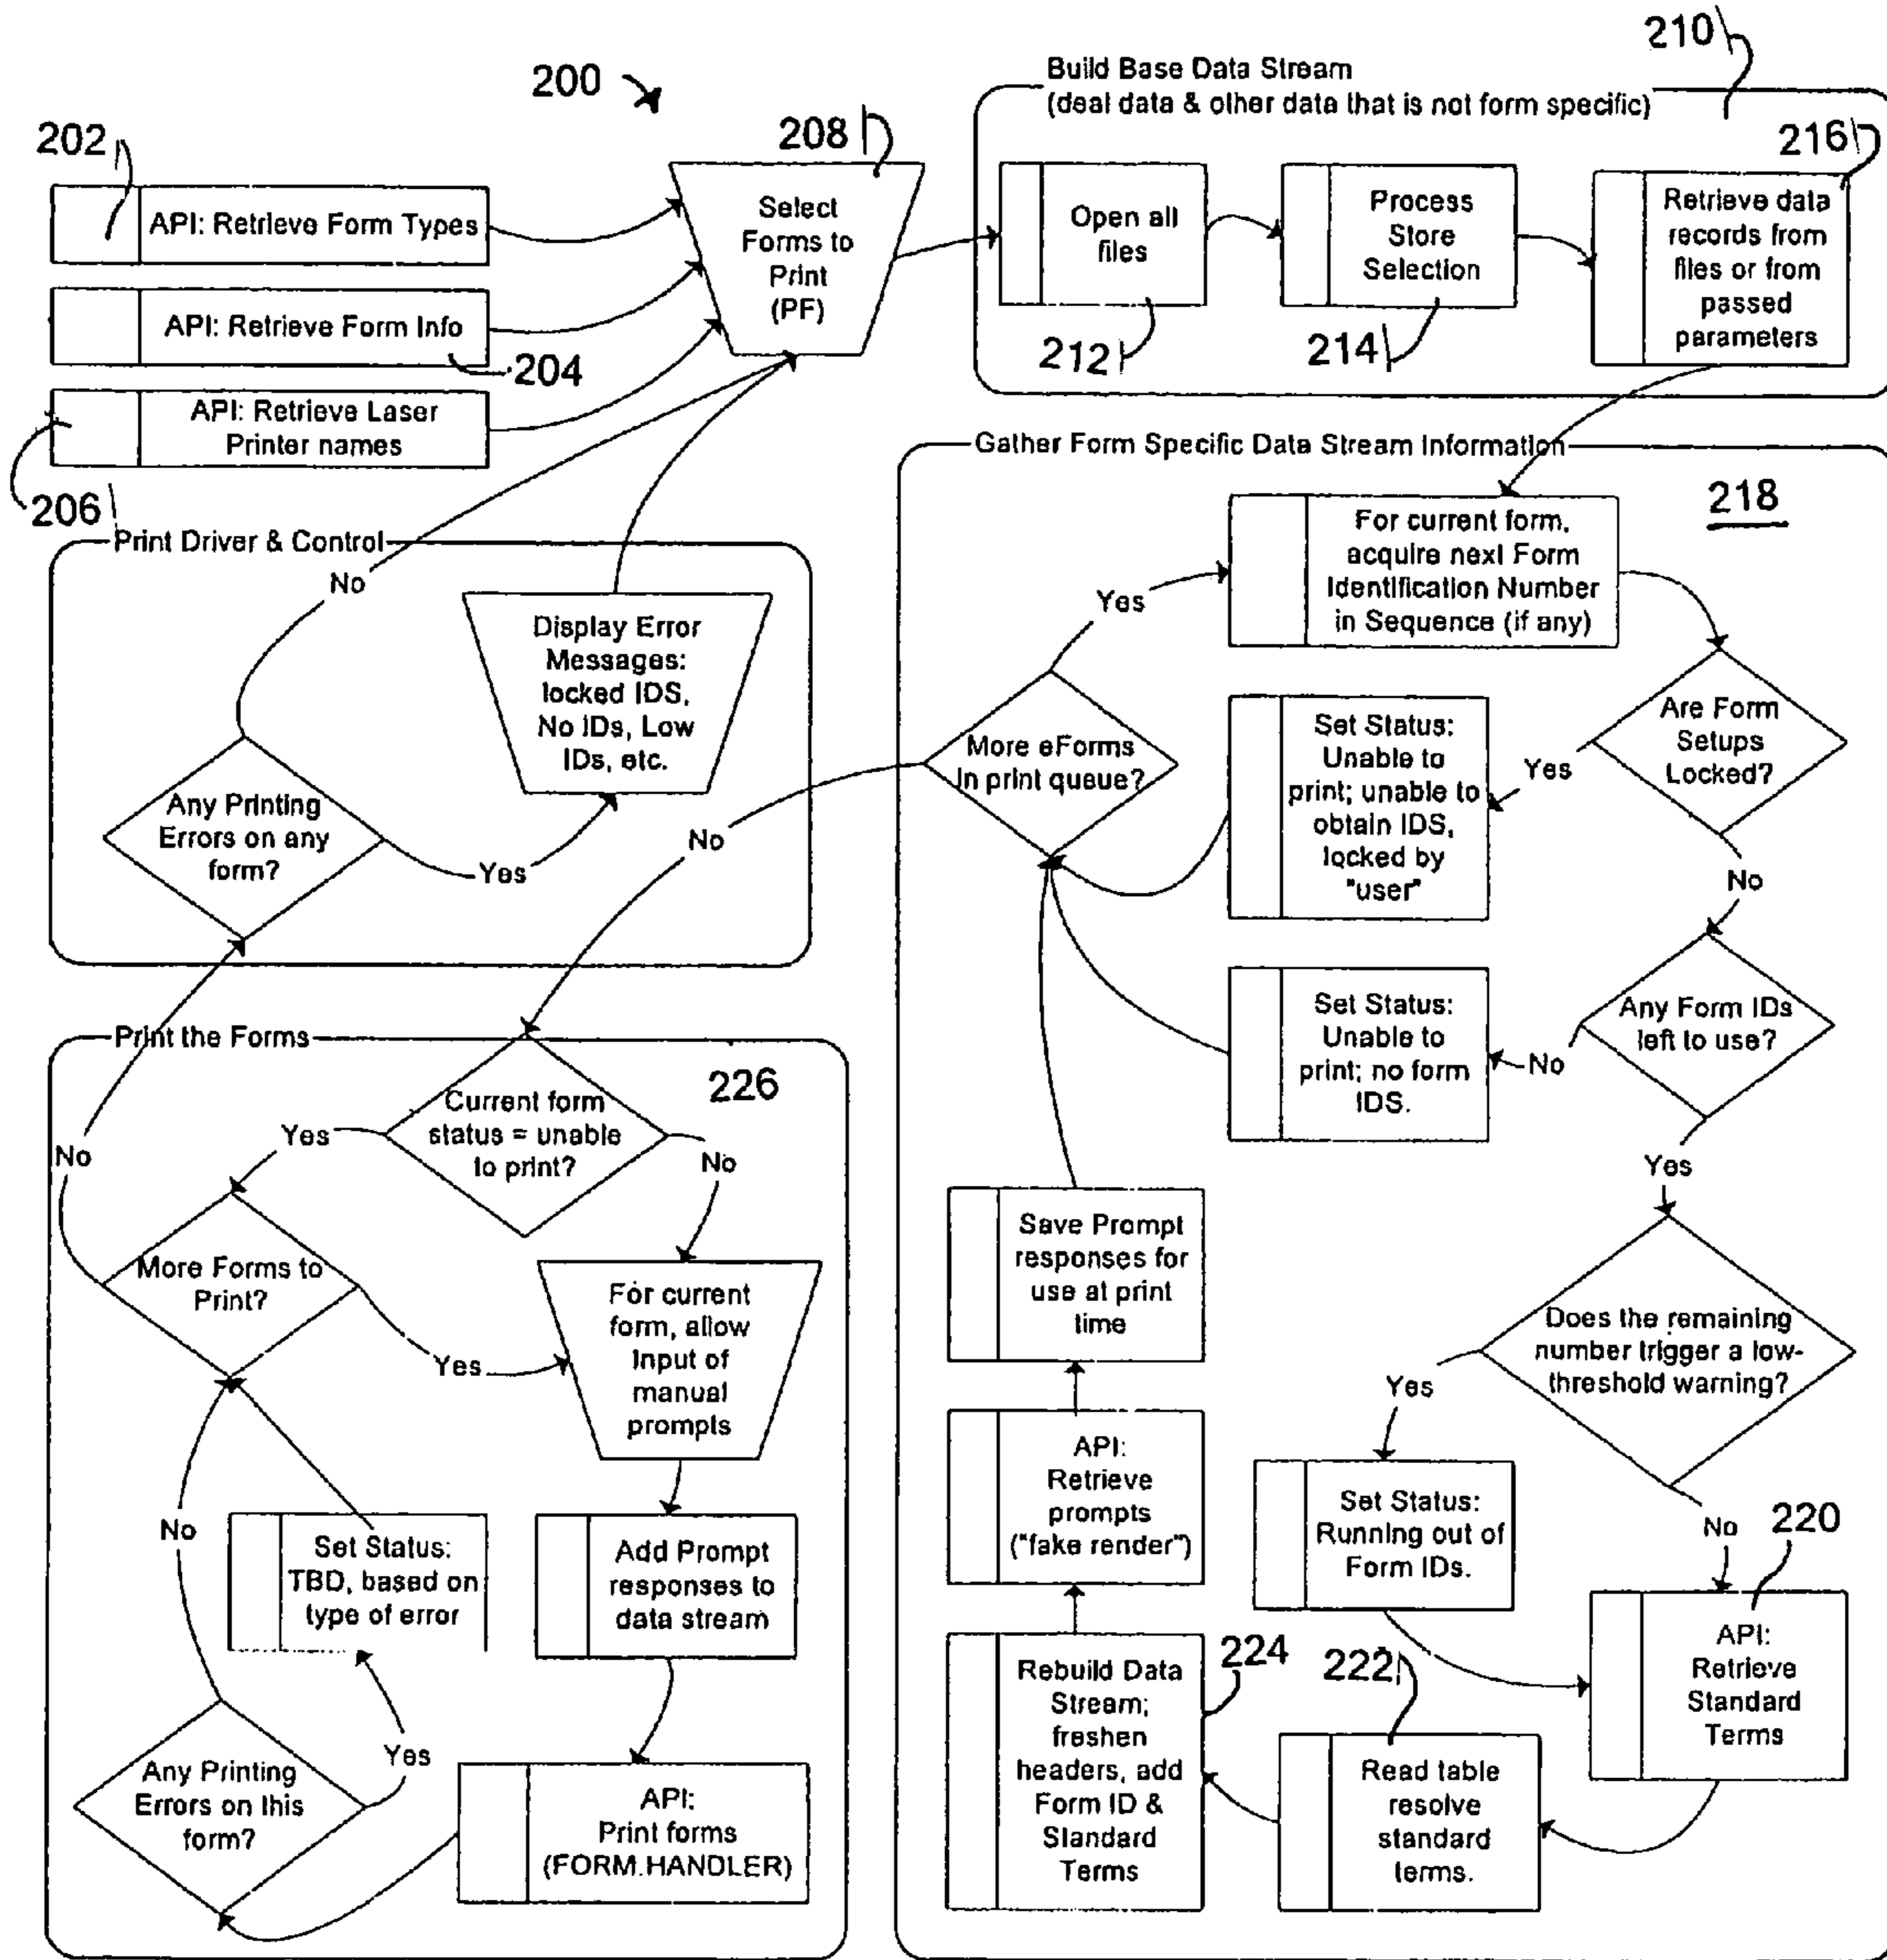 200
210
Build Base Data Stream
(deal data & other data that is not form specific)
202
208
216
API: Retrieve Form Types
Select
Forms to
Print
(PF)
Open all
files
Process
Store
Selection
Retrieve data
records from
files or from
passed
parameters
API: Retrieve Form Info
204
212
214
API: Retrieve Laser
Printer names
206
Gather Form Specific Data Stream Information
218
For current form,
acquire next Form
Identification Number
in Sequence (if any)
Print Driver & Control
No
Display Error
Messages:
locked IDS,
No IDs, Low
IDs, etc.
Any Printing
Errors on any
form?
Yes
Yes
More eForms
in print queue?
No
Set Status:
Unable to
print; unable to
obtain IDS,
locked by
"user"
Yes
Are Form
Setups
Locked?
No
Set Status:
Unable to
print; no form
IDS.
No
Any Form IDs
left to use?
Yes
Print the Forms
226
Current form
status = unable
to print?
Yes
No
No
More Forms to
Print?
Yes
For current
form, allow
Input of
manual
prompts
Save Prompt
responses for
use at print
time
Does the remaining
number trigger a low-
threshold warning?
Yes
No
220
API:
Retrieve
prompts
("fake render")
Set Status:
Running out of
Form IDs.
No
Set Status:
TBD, based on
type of error
Add Prompt
responses to
data stream
API:
Retrieve
Standard
Terms
224
222
Rebuild Data
Stream;
freshen
headers, add
Form ID &
Standard
Terms
Read table
resolve
standard
terms.
Any Printing
Errors on this
form?
Yes
API:
Print forms
(FORM.HANDLER)